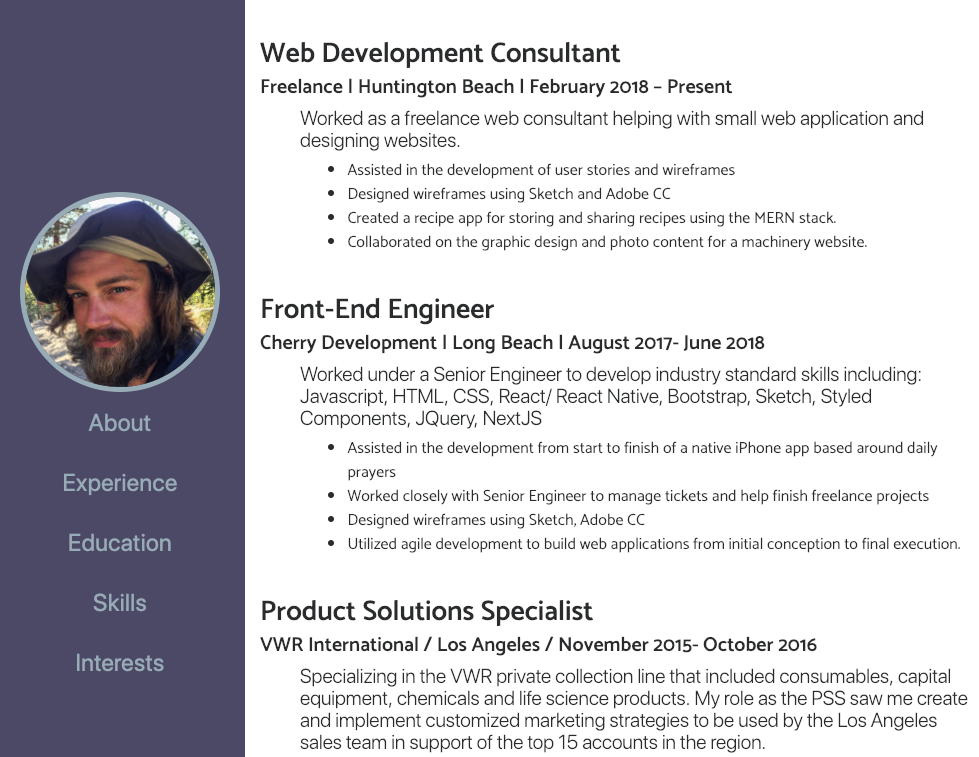 About
Experience
Education
Skills
Interests
Web Development Consultant
Freelance | Huntington Beach | February 2018 – Present
Worked as a freelance web consultant helping with small web application and
designing websites.
• Assisted in the development of user stories and wireframes
• Designed wireframes using Sketch and Adobe CC
• Created a recipe app for storing and sharing recipes using the MERN stack.
• Collaborated on the graphic design and photo content for a machinery website.
Front-End Engineer
Cherry Development | Long Beach | August 2017- June 2018
Worked under a Senior Engineer to develop industry standard skills including:
Javascript, HTML, CSS, React/ React Native, Bootstrap, Sketch, Styled
Components, JQuery, NextJS
• Assisted in the development from start to finish of a native iPhone app based around daily
prayers
• Worked closely with Senior Engineer to manage tickets and help finish freelance projects
• Designed wireframes using Sketch, Adobe CC
• Utilized agile development to build web applications from initial conception to final execution.
Product Solutions Specialist
VWR International / Los Angeles / November 2015- October 2016
Specializing in the VWR private collection line that included consumables, capital
equipment, chemicals and life science products. My role as the PSS saw me create
and implement customized marketing strategies to be used by the Los Angeles
sales team in support of the top 15 accounts in the region.